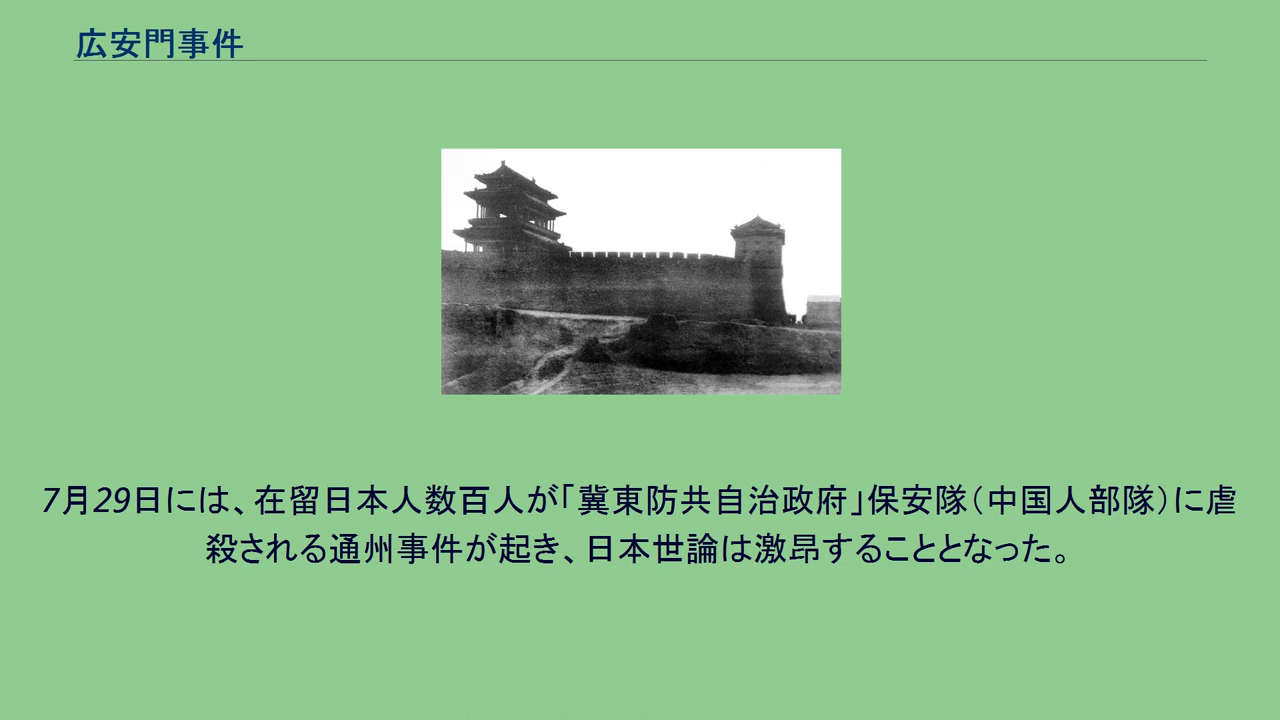 広安門事件
7月29日には、在留日本人数百人が「冀東防共自治政府」保安隊（中国人部隊）に虐
殺される通州事件が起き、日本世論は激昂することとなった。